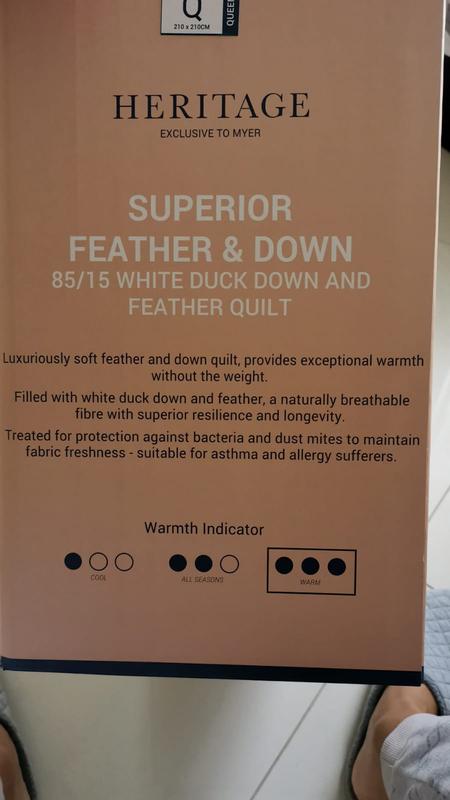 Q
QUEEN
210 x 210CM
HERITAGE
EXCLUSIVE TO MYER
SUPERIOR
FEATHER & DOWN
85/15 WHITE DUCK DOWN AND
FEATHER QUILT
Luxuriously soft feather and down quilt, provides exceptional warmth
without the weight.
Filled with white duck down and feather, a naturally breathable
fibre with superior resilience and longevity.
Treated for protection against bacteria and dust mites to maintain
fabric freshness - suitable for asthma and allergy sufferers.
Warmth Indicator
COOL
ALL SEASONS
WARM